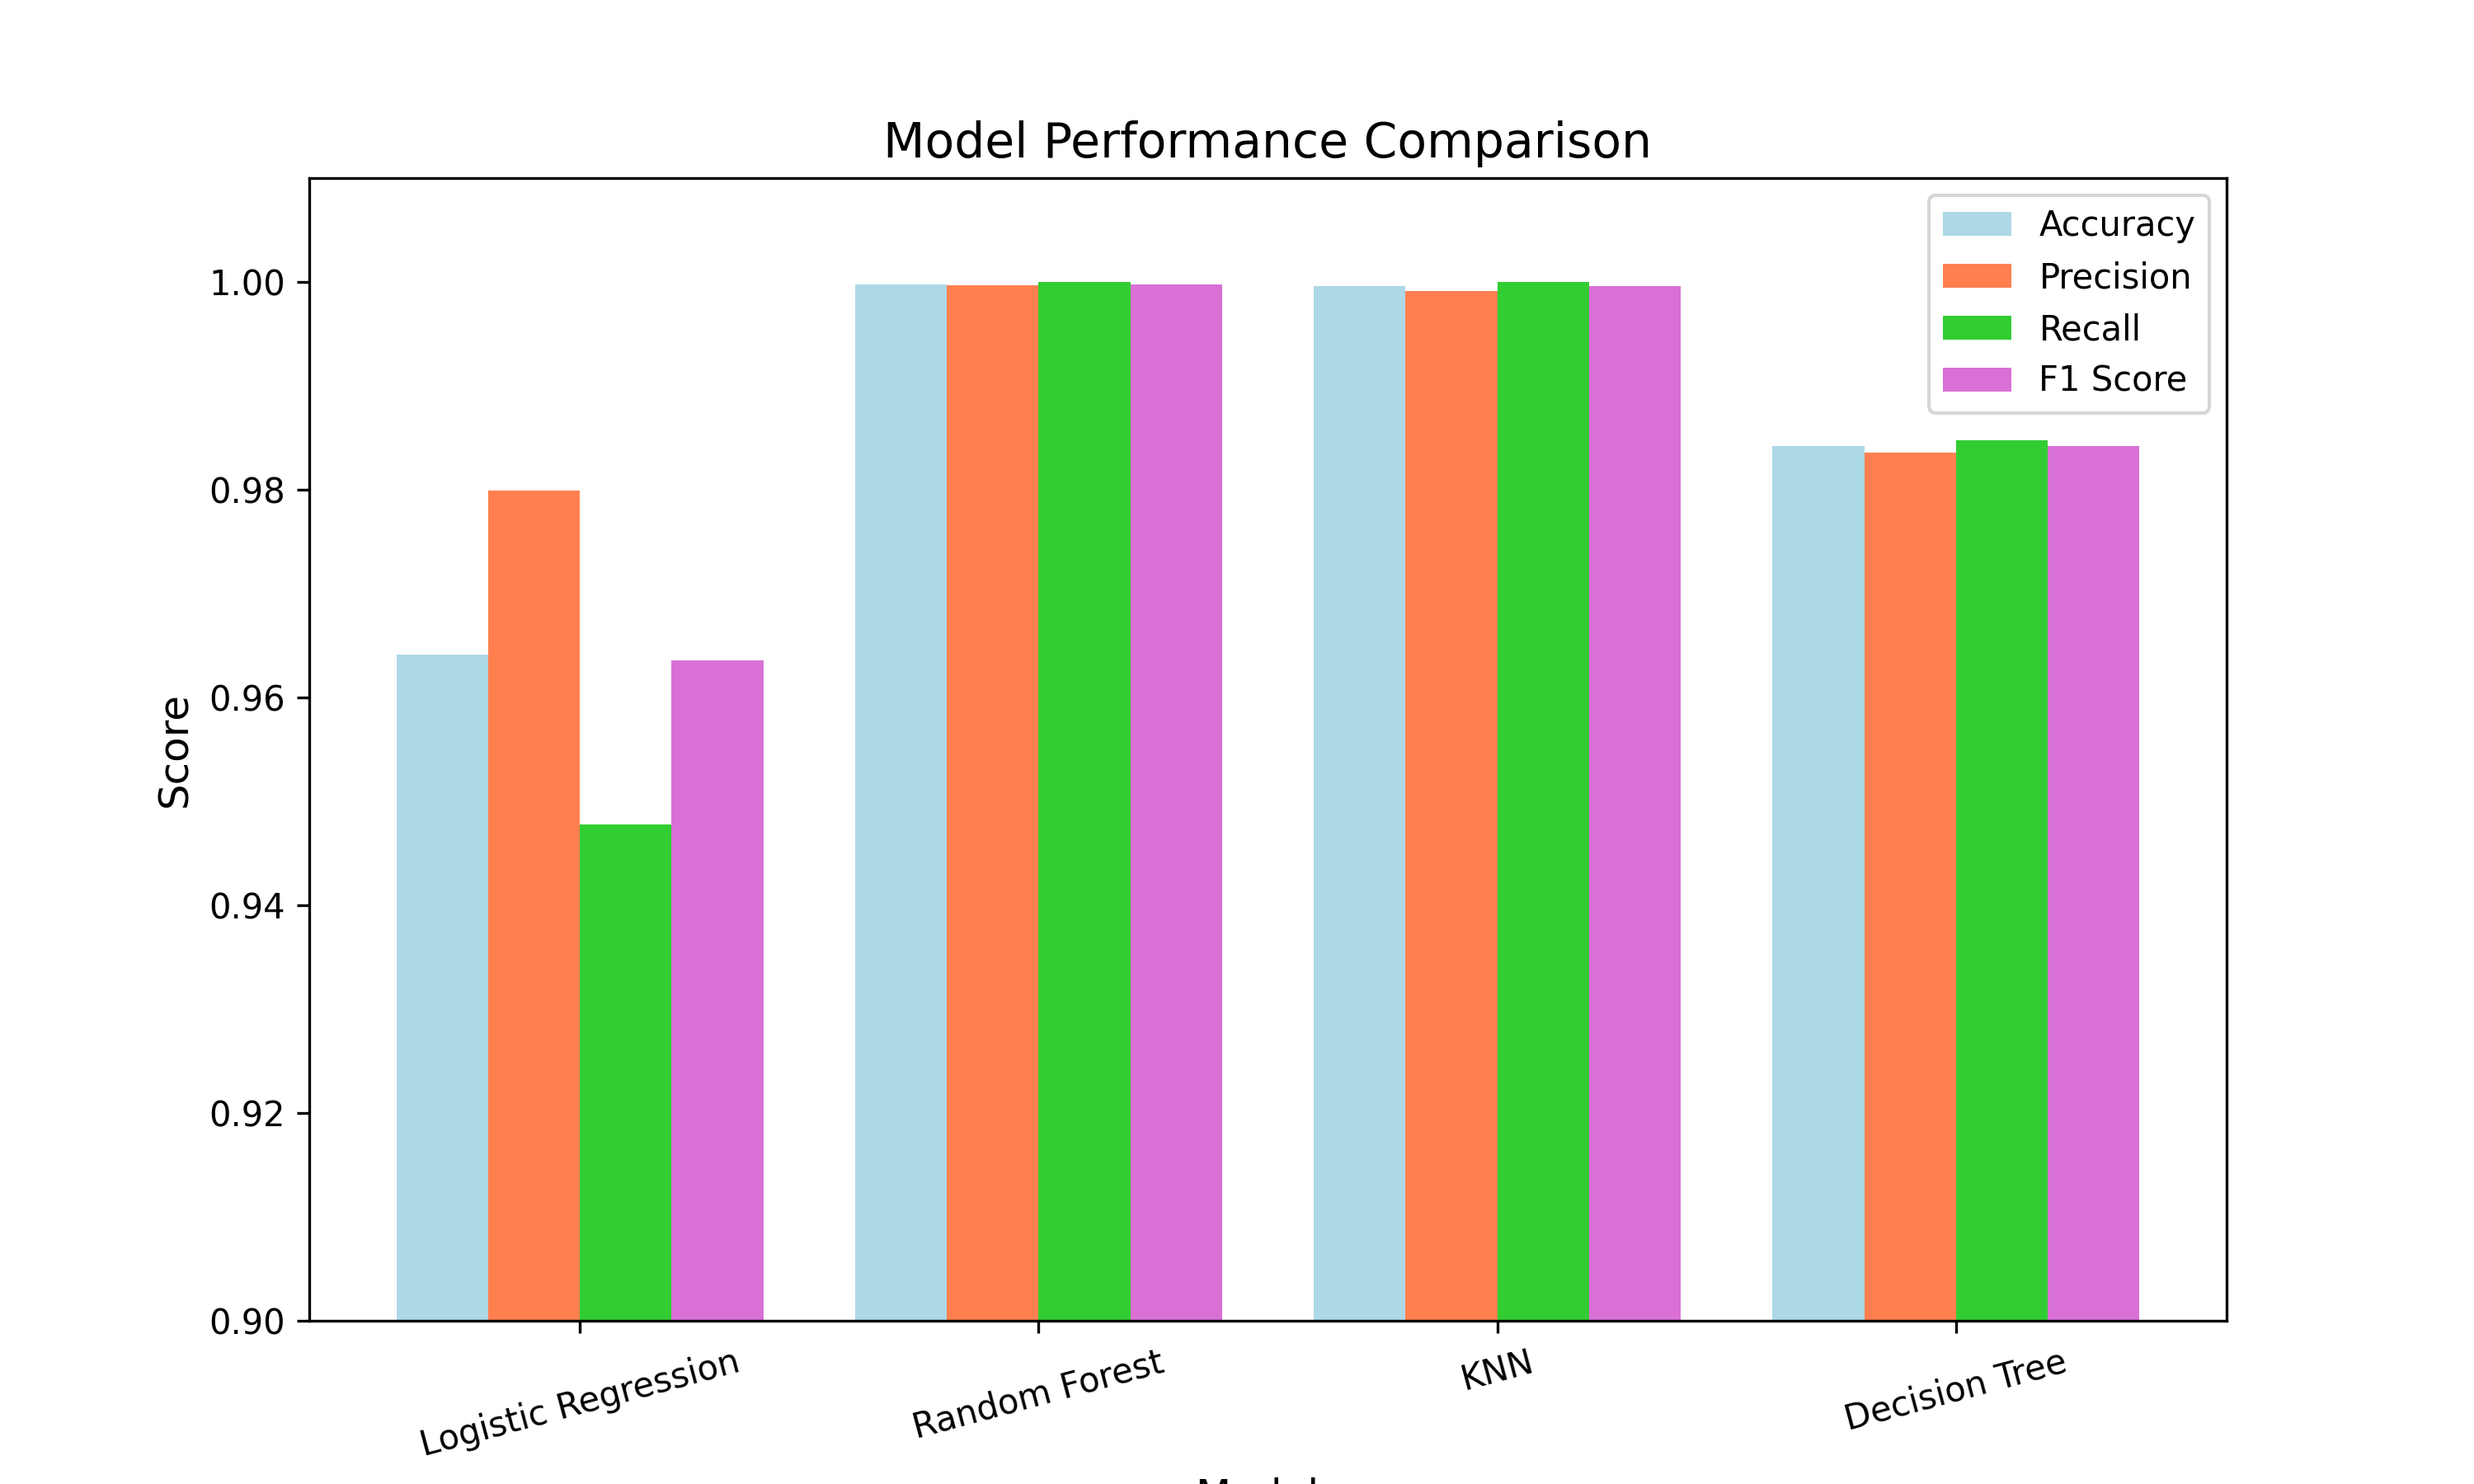 Model Performance Comparison
Accuracy
Precision
Recall
F1 Score
1.00
0.98
0.96
0.94
0.92
0.90
Score
Logistic Regression
Random Forest
KNN
Decision Tree